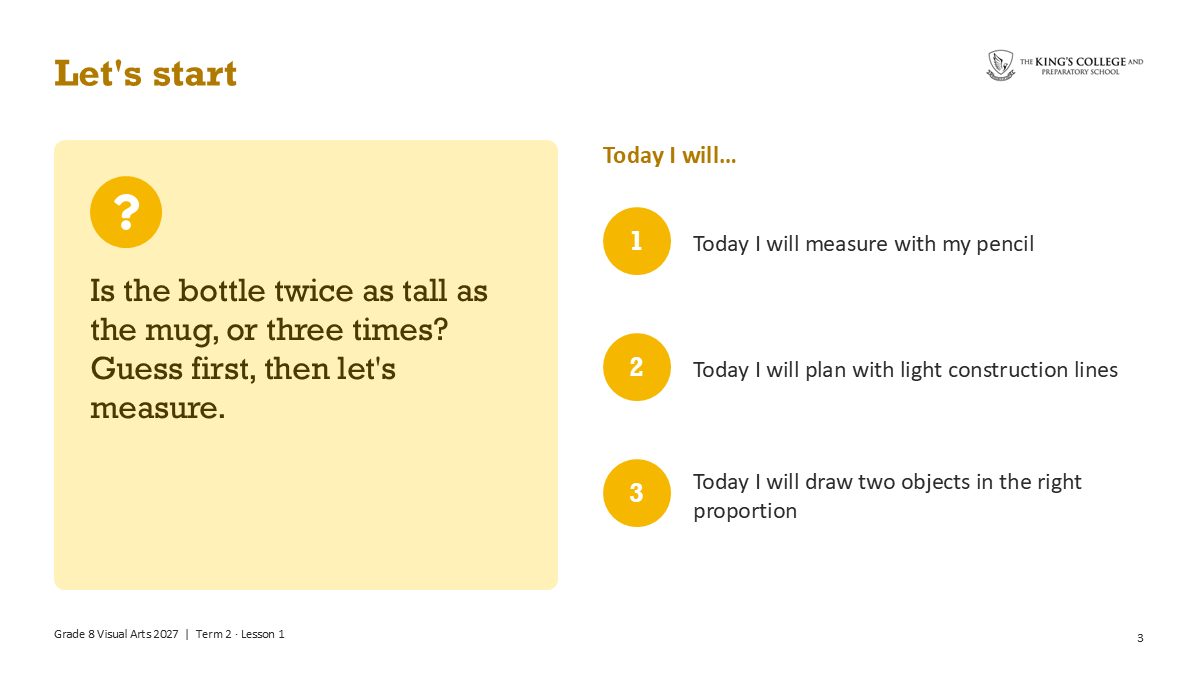 Let's start
THE KING'S COLLEGE AND
PREPARATORY SCHOOL
?
Is the bottle twice as tall as
the mug, or three times?
Guess first, then let's
measure.
Today I will...
1
Today I will measure with my pencil
2
Today I will plan with light construction lines
3
Today I will draw two objects in the right
proportion
Grade 8 Visual Arts 2027 | Term 2 · Lesson 1
3